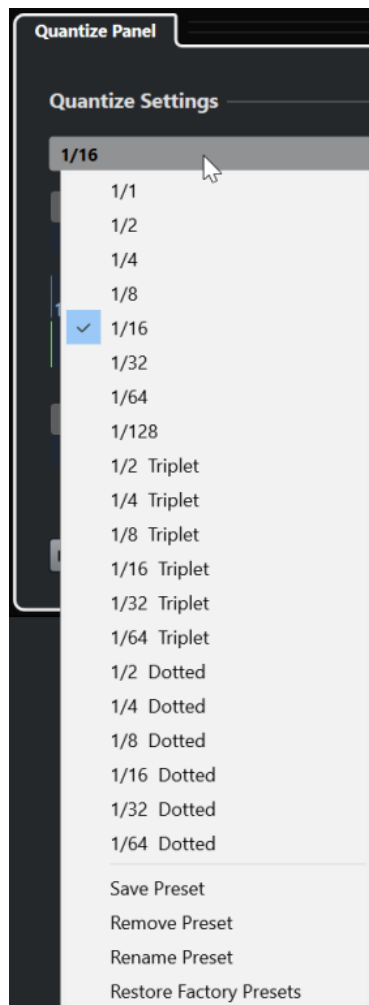 Quantize Panel
Quantize Settings
1/16
1/1
1/2
1/4
1/8
1/16
1/32
1/64
1/128
1/2 Triplet
1/4 Triplet
1/8 Triplet
1/16 Triplet
1/32 Triplet
1/64 Triplet
1/2 Dotted
1/4 Dotted
1/8 Dotted
1/16 Dotted
1/32 Dotted
1/64 Dotted
Save Preset
Remove Preset
Rename Preset
Restore Factory Presets